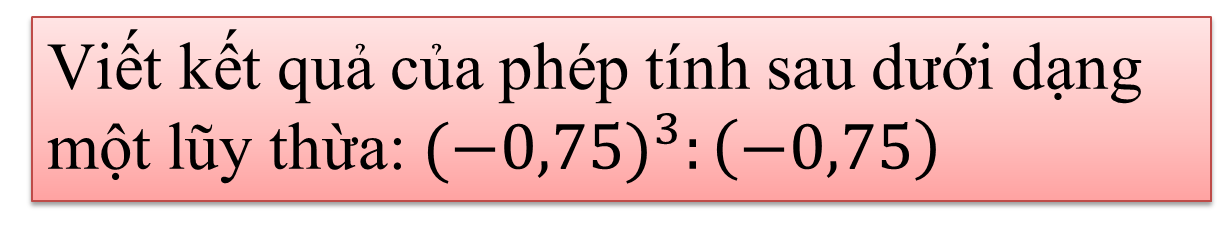 Viết kết quả của phép tính sau dưới dạng
một lũy thừa: (−0,75)³: (−0,75)